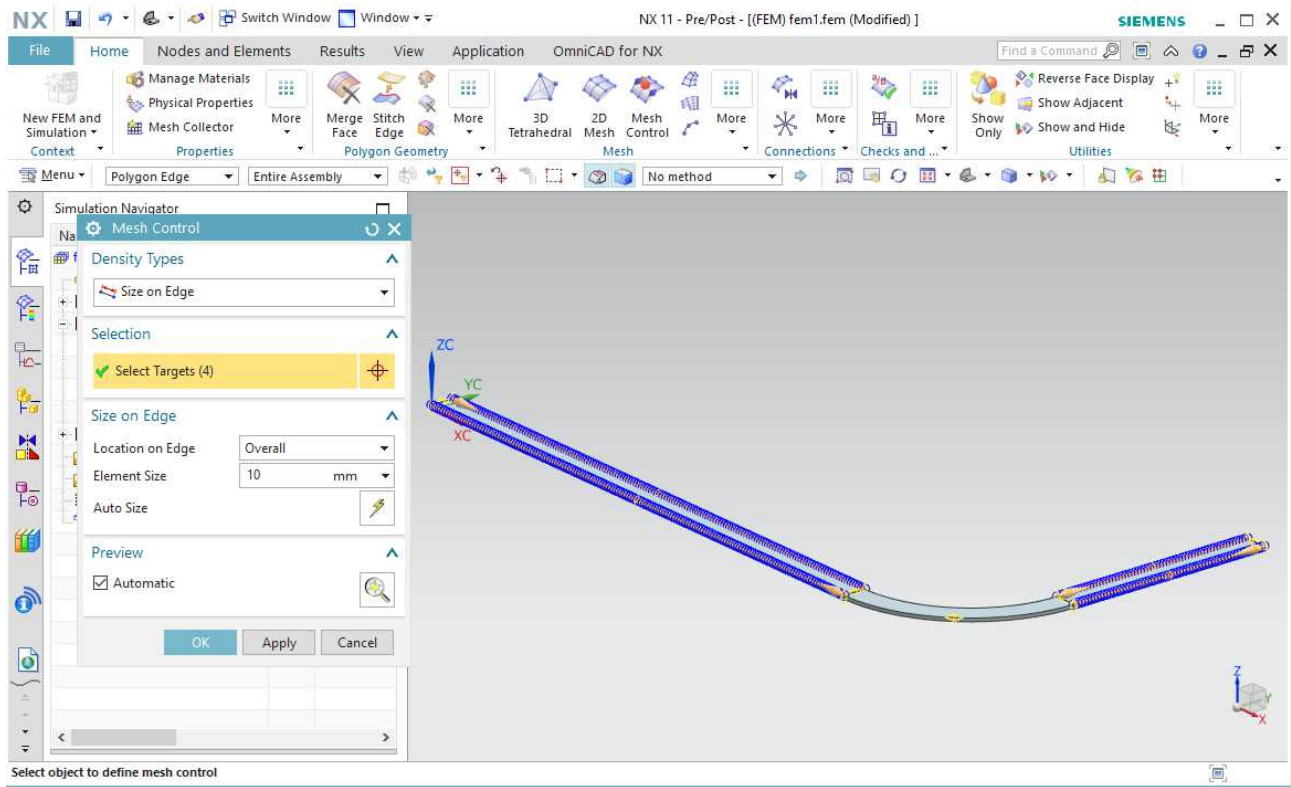 NX Switch Window Window NX 11 - Pre/Post - [(FEM) fem1.fem (Modified) ] SIEMENS
File Home Nodes and Elements Results View Application OmniCAD for NX Find a Command
New FEM and Simulation
Manage Materials
Physical Properties
Mesh Collector
More
Merge Face
Stitch Edge
More
3D Tetrahedral
2D Mesh
Mesh Control
More
More
More
Show Only
Reverse Face Display
Show Adjacent
Show and Hide
More
Context Properties Polygon Geometry Mesh Connections Checks and ... Utilities
Menu Polygon Edge Entire Assembly No method
Simulation Navigator
Na
Mesh Control
f
Density Types
Size on Edge
Selection
Select Targets (4)
Size on Edge
Location on Edge Overall
Element Size 10 mm
Auto Size
Preview
Automatic
OK Apply Cancel
ZC
YC
XC
Z
Y
X
Select object to define mesh control